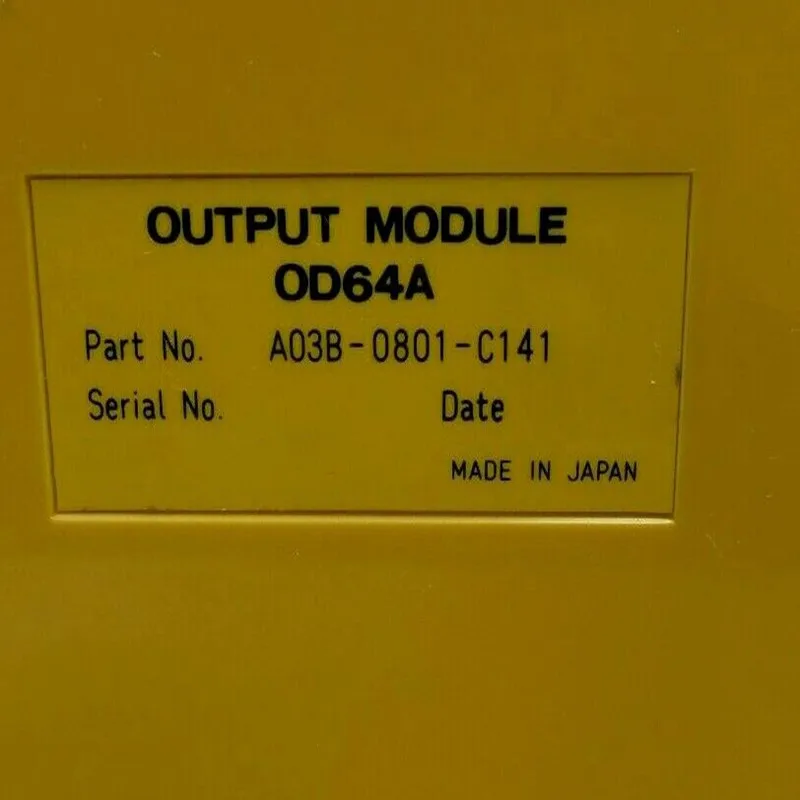 OUTPUT MODULE
OD64A
Part No. A03B-0801-C141
Serial No. Date
MADE IN JAPAN